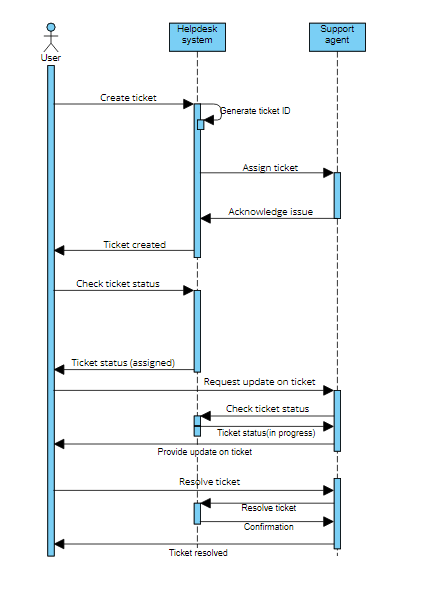 Helpdesk
system
Support
agent
User
Create ticket
Generate ticket ID
Assign ticket
Acknowledge issue
Ticket created
Check ticket status
Ticket status (assigned)
Request update on ticket
Check ticket status
Ticket status(in progress)
Provide update on ticket
Resolve ticket
Resolve ticket
Confirmation
Ticket resolved